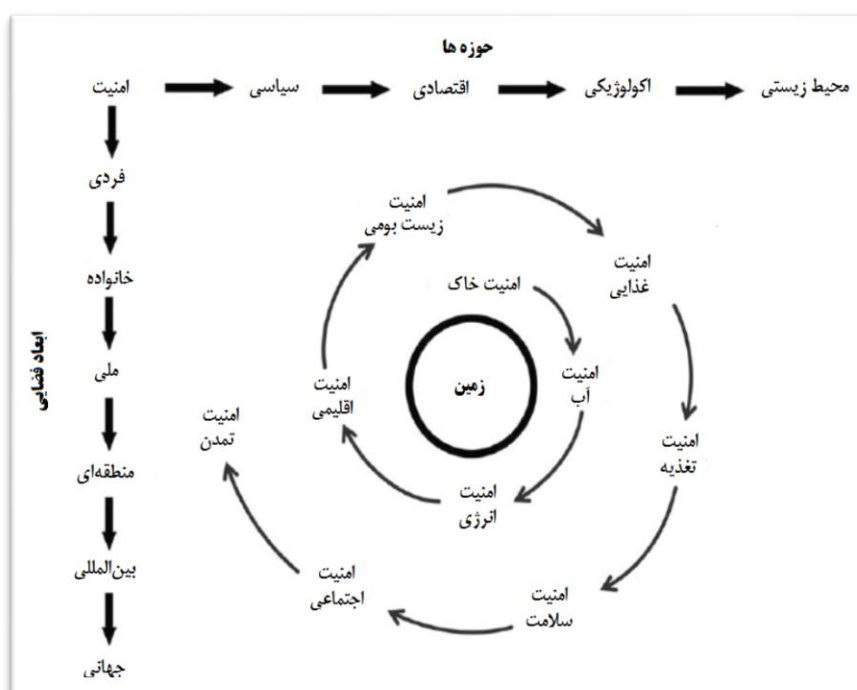 حوزه ها
امنیت
سیاسی
اقتصادی
اکولوژیکی
محیط زیستی
ابعاد فضایی
فردی
خانواده
ملی
منطقه‌ای
بین‌المللی
جهانی
زمین
امنیت خاک
امنیت
آب
امنیت
انرژی
امنیت
اقلیمی
امنیت
زیست بومی
امنیت
غذایی
امنیت
تغذیه
امنیت
سلامت
امنیت
اجتماعی
امنیت
تمدن